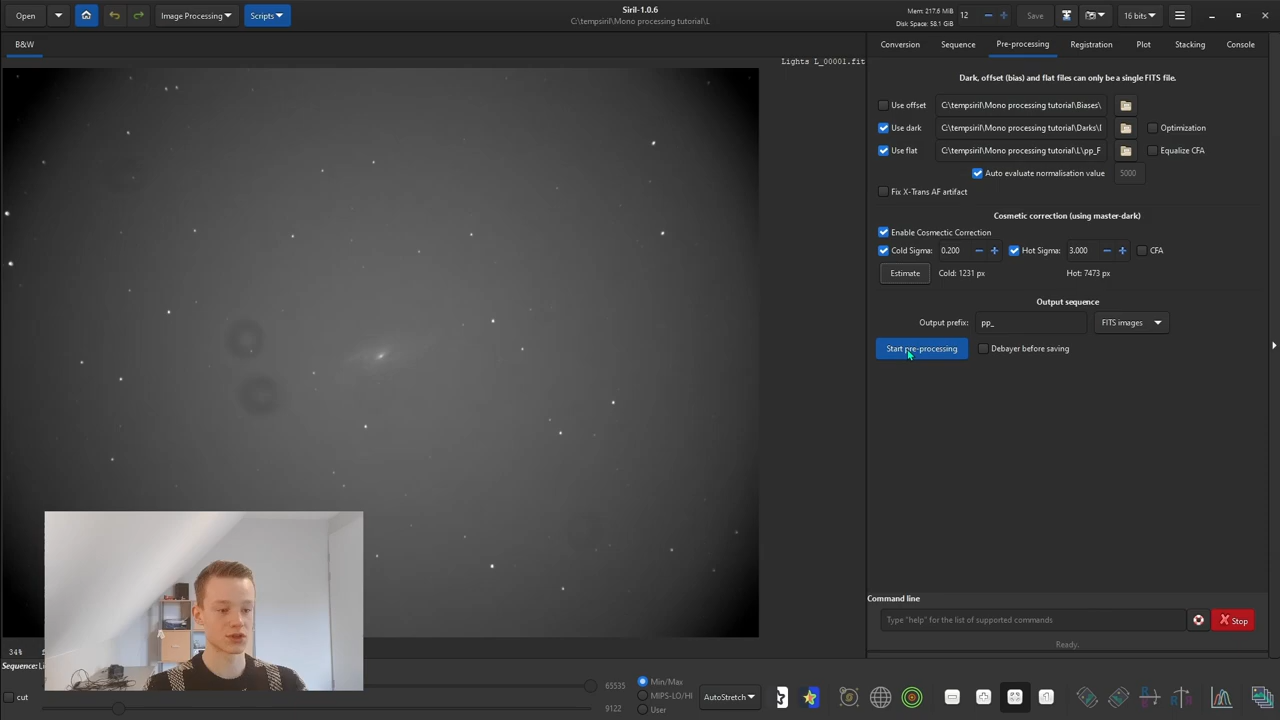 Open
Image Processing
Scripts
Siril-1.0.6
C:\tempsiril\Mono processing tutorial\L
Mem: 217.6 MiB
Disk Space: 58.1 GiB
12
Save
16 bits
B&W
Conversion
Sequence
Pre-processing
Registration
Plot
Stacking
Console
Lights L_00001.fit
Dark, offset (bias) and flat files can only be a single FITS file.
Use offset
C:\tempsiril\Mono processing tutorial\Biases\
Use dark
C:\tempsiril\Mono processing tutorial\Darks\
Optimization
Use flat
C:\tempsiril\Mono processing tutorial\L\pp_F
Equalize CFA
Auto evaluate normalisation value
5000
Fix X-Trans AF artifact
Cosmetic correction (using master-dark)
Enable Cosmectic Correction
Cold Sigma:
0.200
Hot Sigma:
3.000
CFA
Estimate
Cold: 1231 px
Hot: 7473 px
Output sequence
Output prefix:
pp_
FITS images
Start pre-processing
Debayer before saving
Command line
Type "help" for the list of supported commands
Stop
Ready.
34%
Sequence:
cut
65535
9122
Min/Max
MIPS-LO/HI
User
AutoStretch